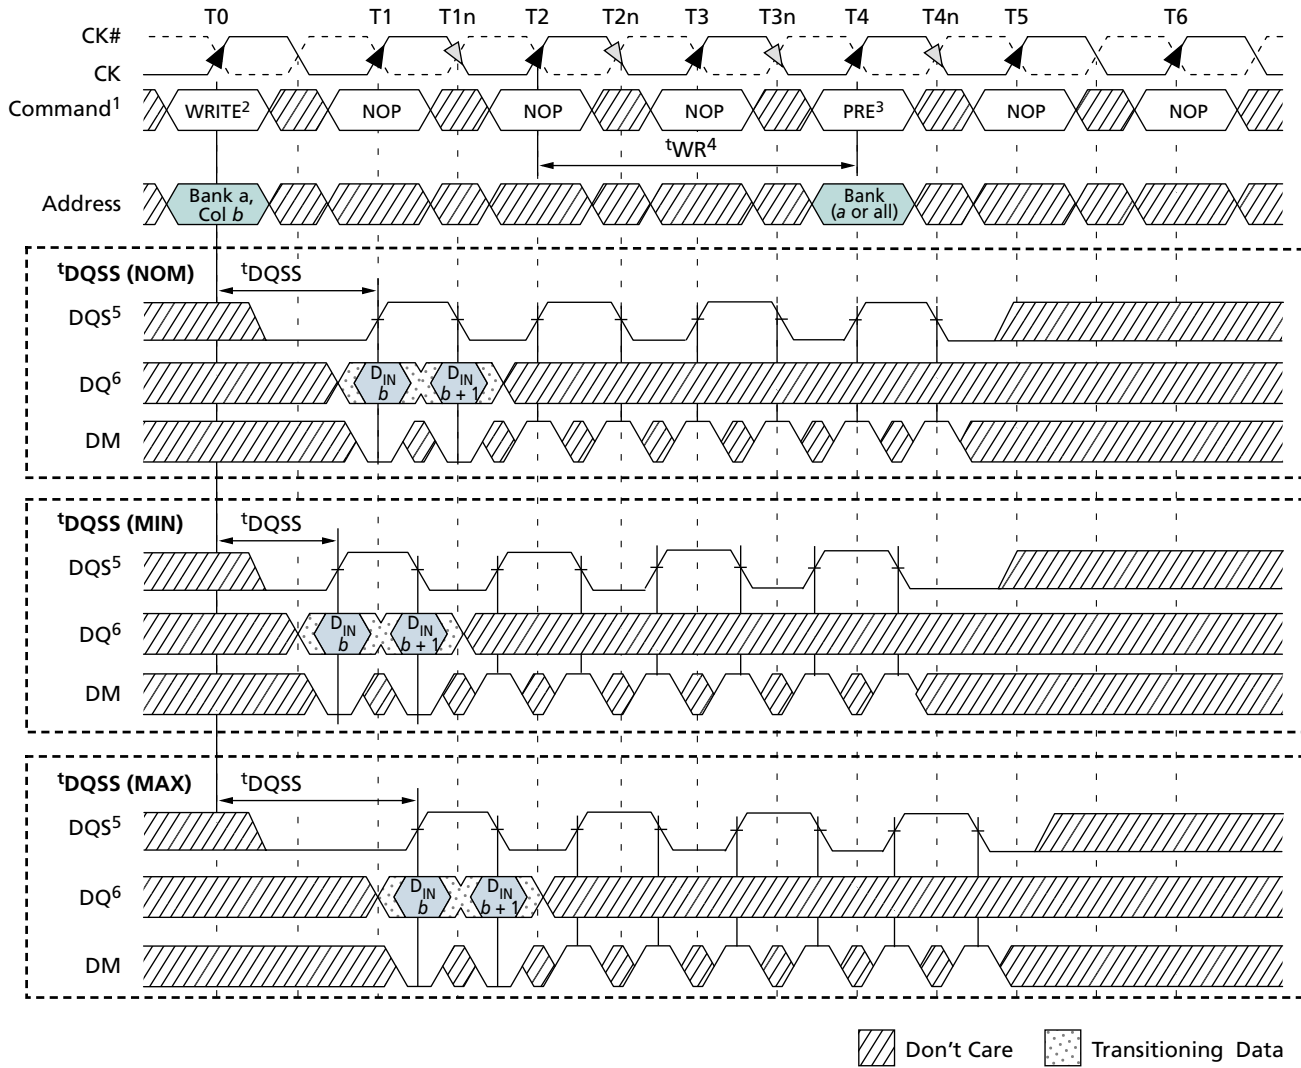 T0 T1 T1n T2 T2n T3 T3n T4 T4n T5 T6
CK#
CK
Command1 WRITE2 NOP NOP NOP PRE3 NOP NOP
tWR4
Address Bank a, Col b Bank (a or all)
tDQSS (NOM) tDQSS
DQS5
DQ6 DIN b DIN b + 1
DM
tDQSS (MIN) tDQSS
DQS5
DQ6 DIN b DIN b + 1
DM
tDQSS (MAX) tDQSS
DQS5
DQ6 DIN b DIN b + 1
DM
Don't Care Transitioning Data